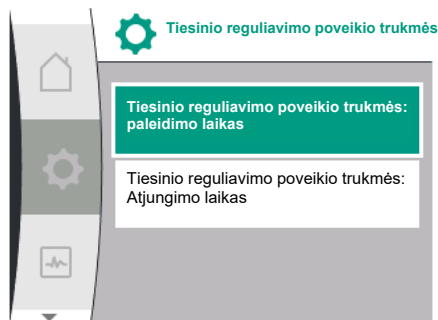 Tiesinio reguliavimo poveikio trukmės
Tiesinio reguliavimo poveikio trukmės:
paleidimo laikas
Tiesinio reguliavimo poveikio trukmės:
Atjungimo laikas